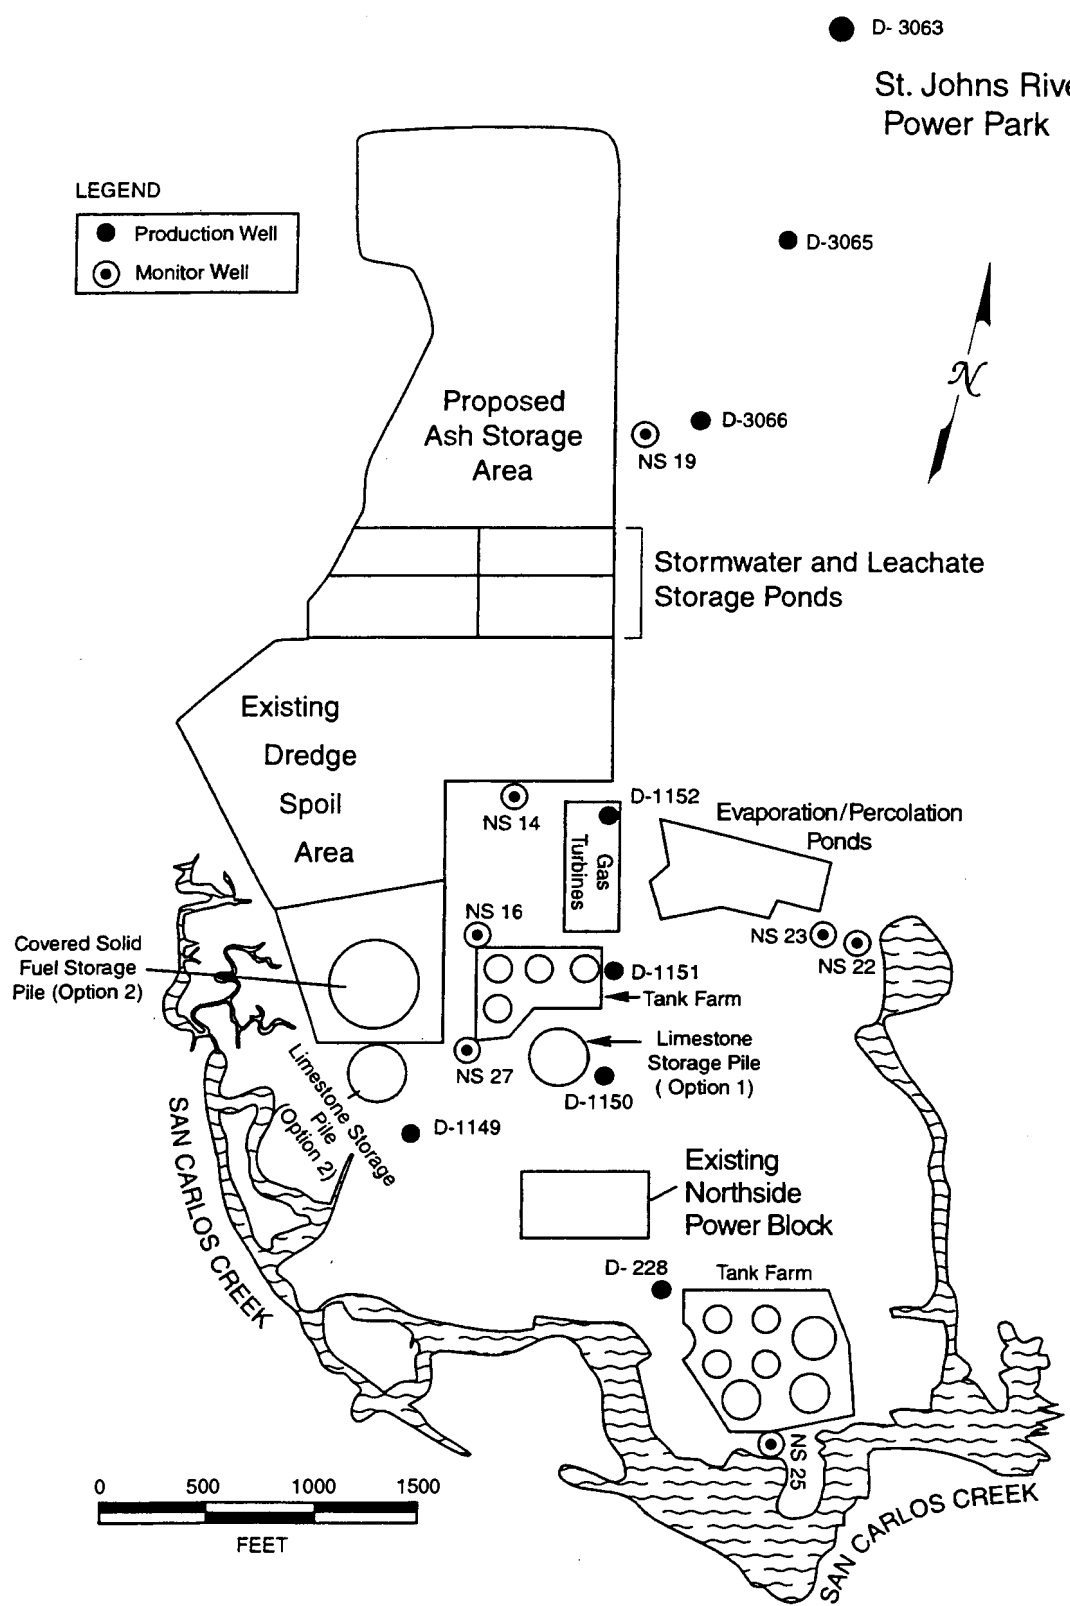 D- 3063
St. Johns Rive
Power Park
LEGEND
Production Well
Monitor Well
D-3065
N
Proposed
Ash Storage
Area
D-3066
NS 19
Stormwater and Leachate
Storage Ponds
Existing
Dredge
Spoil
Area
NS 14
D-1152
Gas
Turbines
Evaporation/Percolation
Ponds
NS 16
NS 23
NS 22
Covered Solid
Fuel Storage
Pile (Option 2)
D-1151
Tank Farm
Limestone
Storage Pile
( Option 1)
NS 27
D-1150
Limestone Storage
Pile
(Option 2)
D-1149
SAN CARLOS CREEK
Existing
Northside
Power Block
D- 228
Tank Farm
NS 25
SAN CARLOS CREEK
0 500 1000 1500
FEET